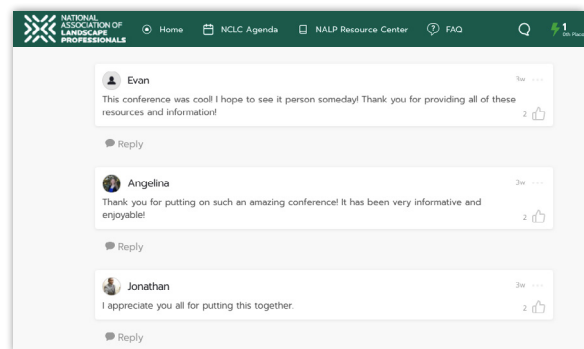 NATIONAL
ASSOCIATION OF
LANDSCAPE
PROFESSIONALS
Home
NCLC Agenda
NALP Resource Center
? FAQ
1
0th Place
Evan
3w
This conference was cool! I hope to see it person someday! Thank you for providing all of these
resources and information!
2
Reply
Angelina
3w
Thank you for putting on such an amazing conference! It has been very informative and
enjoyable!
2
Reply
Jonathan
3w
I appreciate you all for putting this together.
2
Reply